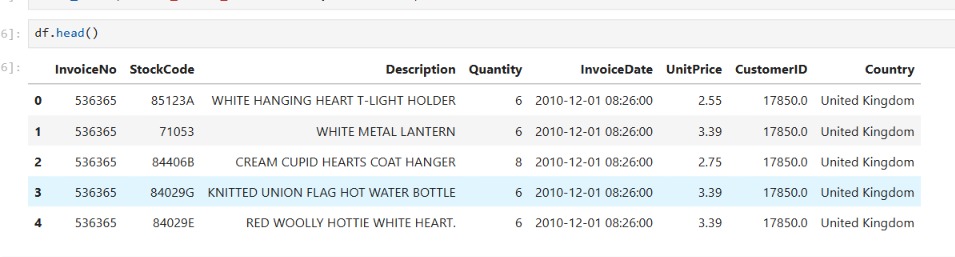 6]: df.head()
6]:
InvoiceNo StockCode Description Quantity InvoiceDate UnitPrice CustomerID Country
0 536365 85123A WHITE HANGING HEART T-LIGHT HOLDER 6 2010-12-01 08:26:00 2.55 17850.0 United Kingdom
1 536365 71053 WHITE METAL LANTERN 6 2010-12-01 08:26:00 3.39 17850.0 United Kingdom
2 536365 84406B CREAM CUPID HEARTS COAT HANGER 8 2010-12-01 08:26:00 2.75 17850.0 United Kingdom
3 536365 84029G KNITTED UNION FLAG HOT WATER BOTTLE 6 2010-12-01 08:26:00 3.39 17850.0 United Kingdom
4 536365 84029E RED WOOLLY HOTTIE WHITE HEART. 6 2010-12-01 08:26:00 3.39 17850.0 United Kingdom